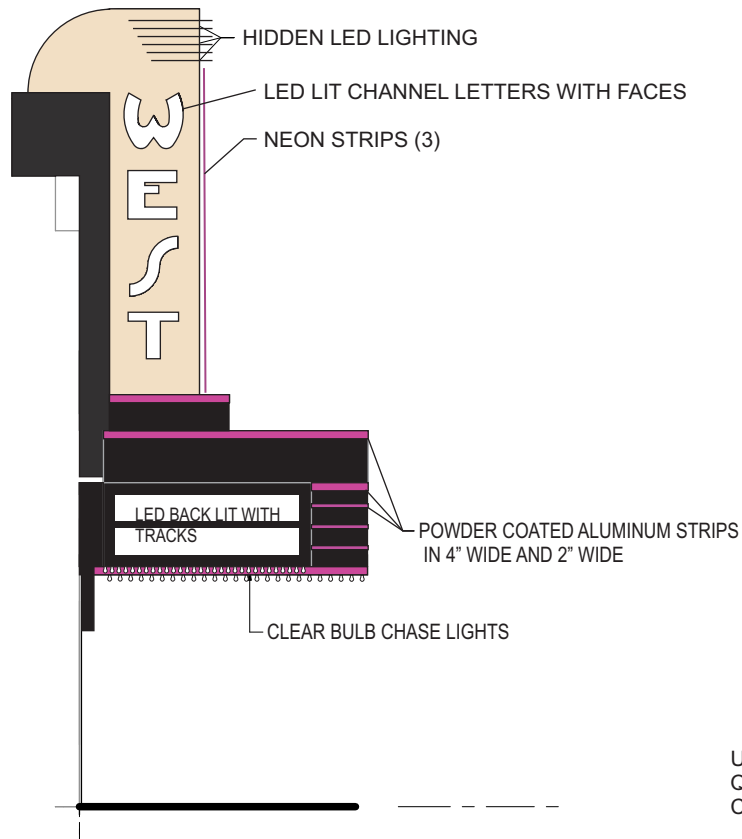 HIDDEN LED LIGHTING
LED LIT CHANNEL LETTERS WITH FACES
NEON STRIPS (3)
WEST
LED BACK LIT WITH
TRACKS
POWDER COATED ALUMINUM STRIPS
IN 4” WIDE AND 2” WIDE
CLEAR BULB CHASE LIGHTS
U
Q